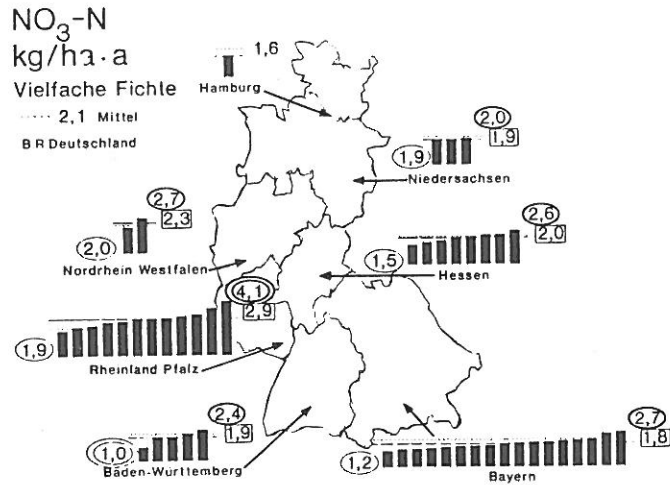 NO₃-N
kg/ha·a
Vielfache Fichte
2,1 Mittel
BR Deutschland
1,6
Hamburg
2,0
1,9
1,9
Niedersachsen
2,7
2,3
2,0
Nordrhein Westfalen
2,6
2,0
1,5
Hessen
4,1
2,9
1,9
Rheinland Pfalz
2,4
1,9
1,0
Baden-Württemberg
2,7
1,8
1,2
Bayern